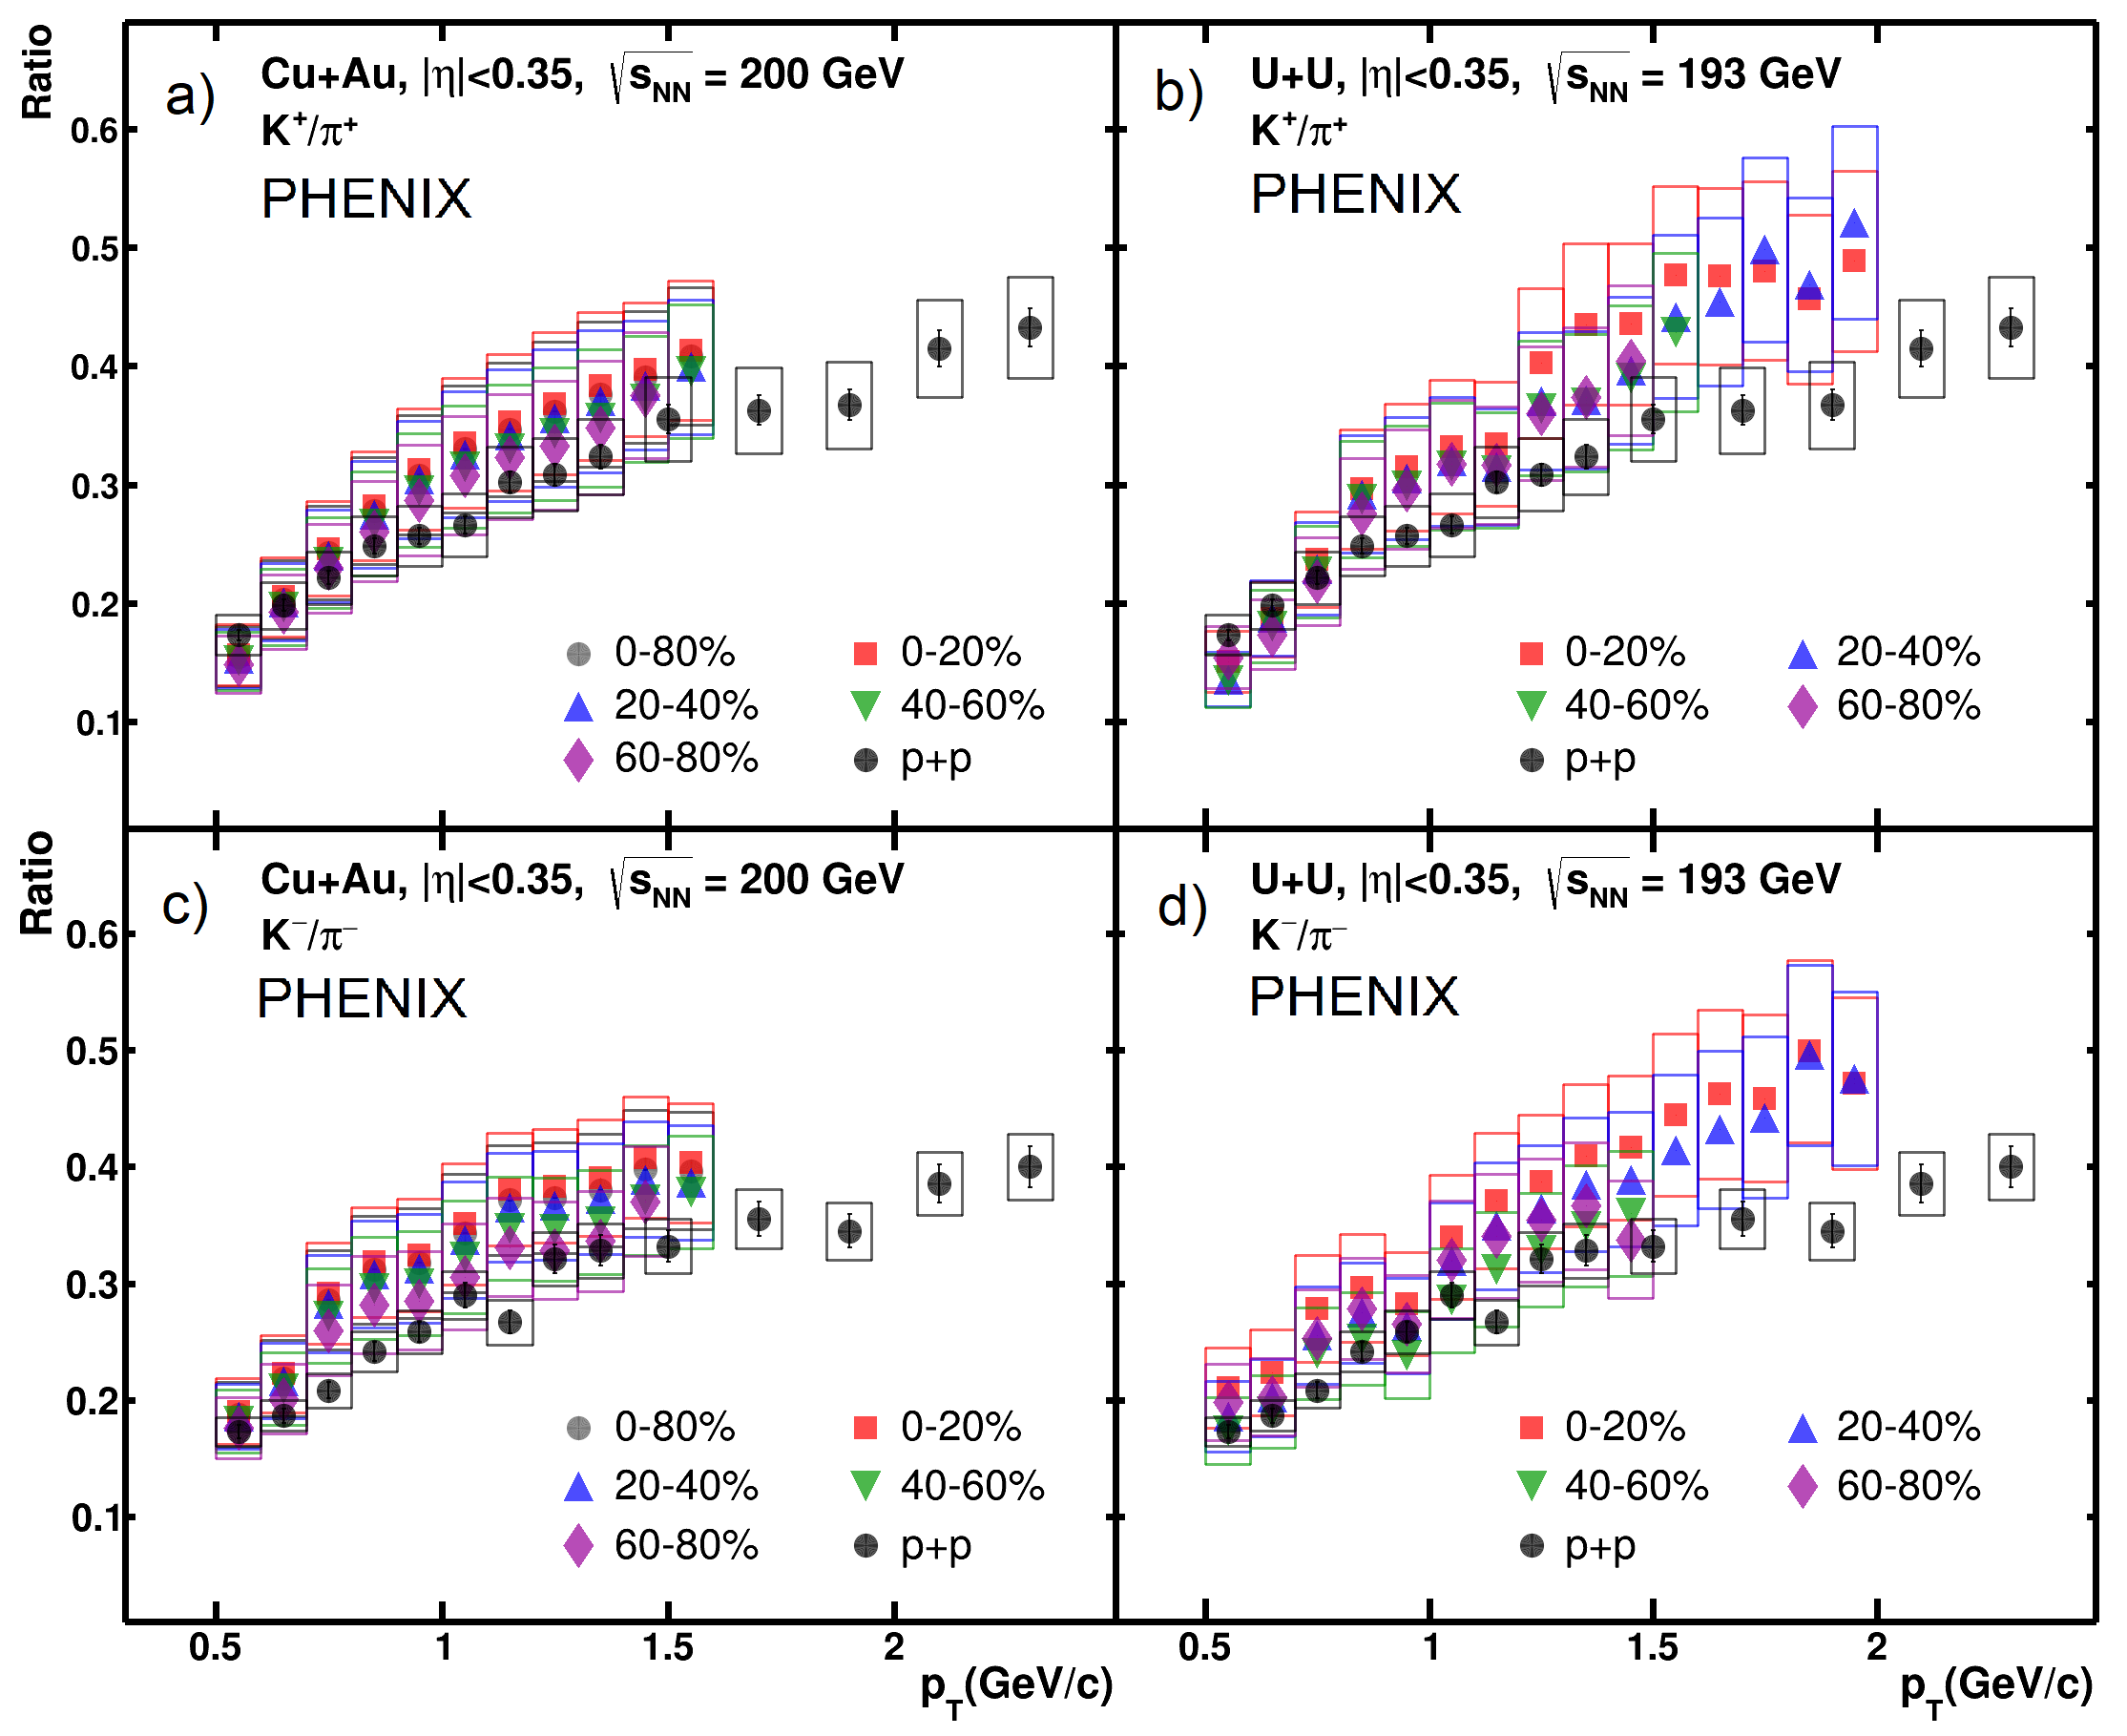 Ratio
a)
Cu+Au, |η|<0.35, √sNN = 200 GeV
K+/π+
PHENIX
0.6
0.5
0.4
0.3
0.2
0.1
0-80%
0-20%
20-40%
40-60%
60-80%
p+p
b)
U+U, |η|<0.35, √sNN = 193 GeV
K+/π+
PHENIX
0-20%
20-40%
40-60%
60-80%
p+p
Ratio
c)
Cu+Au, |η|<0.35, √sNN = 200 GeV
K−/π−
PHENIX
0.6
0.5
0.4
0.3
0.2
0.1
0-80%
0-20%
20-40%
40-60%
60-80%
p+p
0.5
1
1.5
2
pT(GeV/c)
d)
U+U, |η|<0.35, √sNN = 193 GeV
K−/π−
PHENIX
0-20%
20-40%
40-60%
60-80%
p+p
0.5
1
1.5
2
pT(GeV/c)